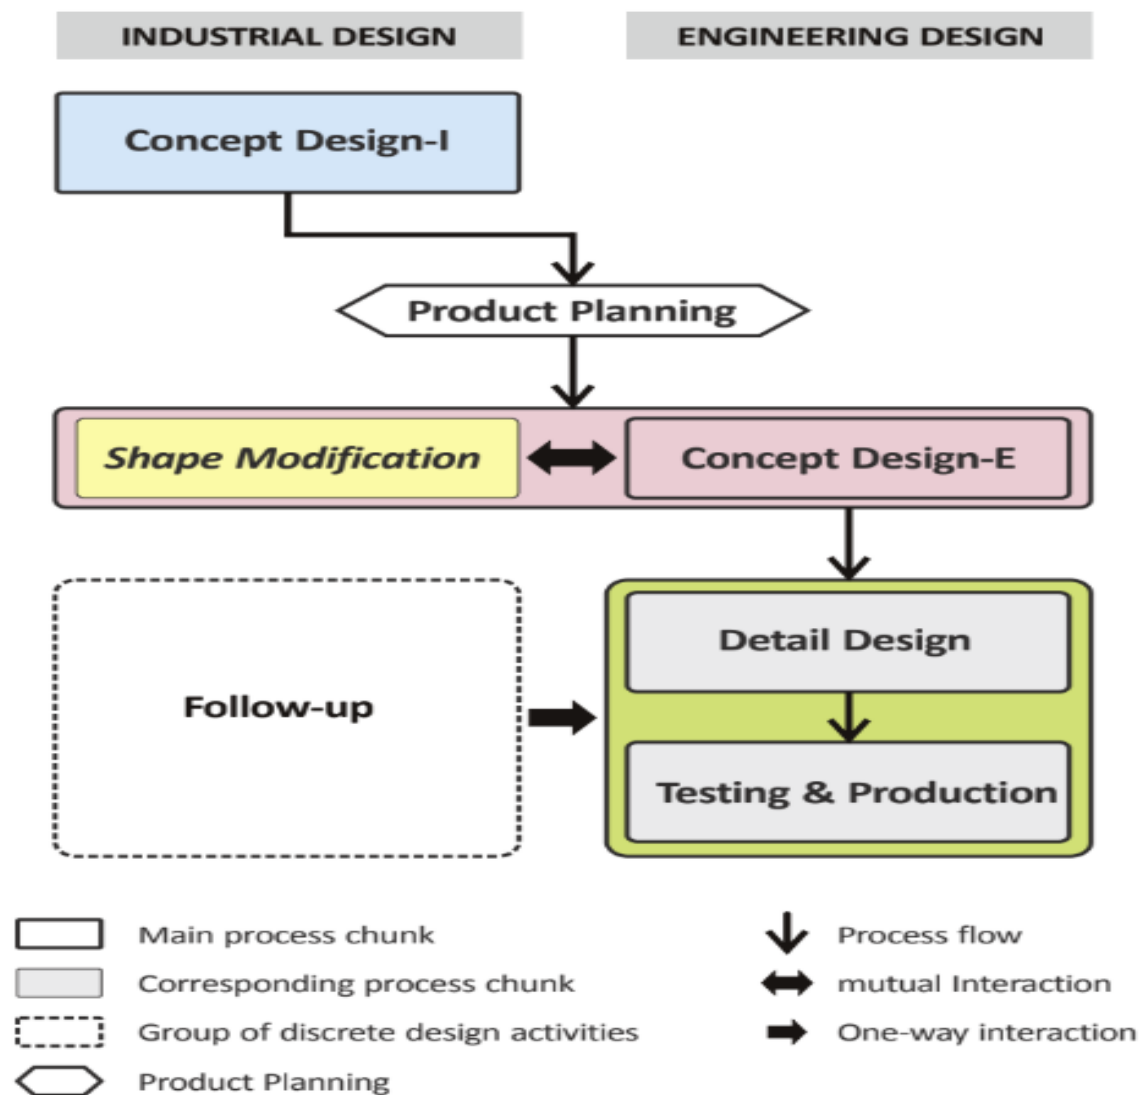 INDUSTRIAL DESIGN
ENGINEERING DESIGN
Concept Design-I
Product Planning
Shape Modification
Concept Design-E
Detail Design
Follow-up
Testing & Production
Main process chunk
Process flow
Corresponding process chunk
mutual Interaction
Group of discrete design activities
One-way interaction
Product Planning